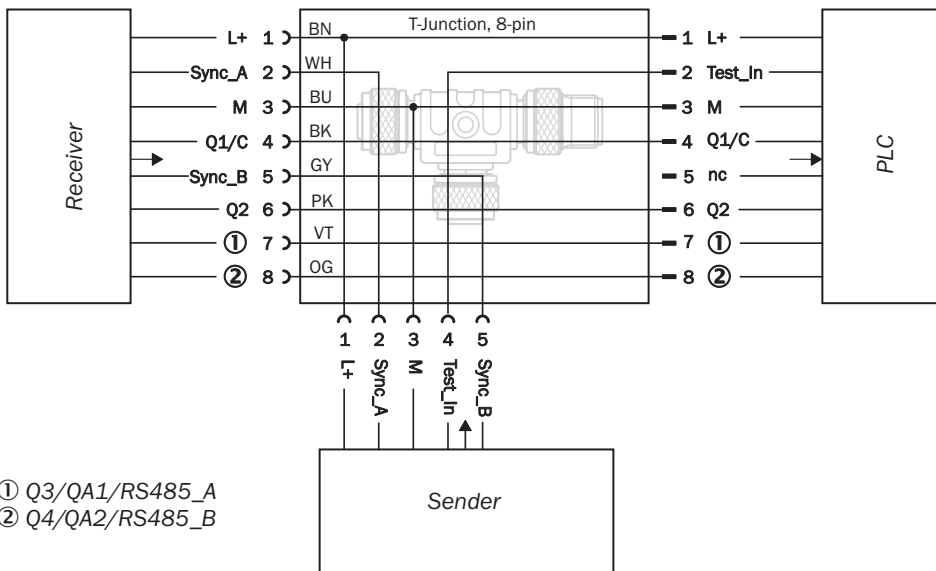 T-Junction, 8-pin
L+ 1 BN 1 L+
Sync_A 2 WH 2 Test_In
M 3 BU 3 M
Q1/C 4 BK 4 Q1/C
Sync_B 5 GY 5 nc
Q2 6 PK 6 Q2
① 7 VT 7 ①
② 8 OG 8 ②
Receiver
PLC
1 2 3 4 5
L+ Sync_A M Test_In Sync_B
Sender
① Q3/QA1/RS485_A
② Q4/QA2/RS485_B